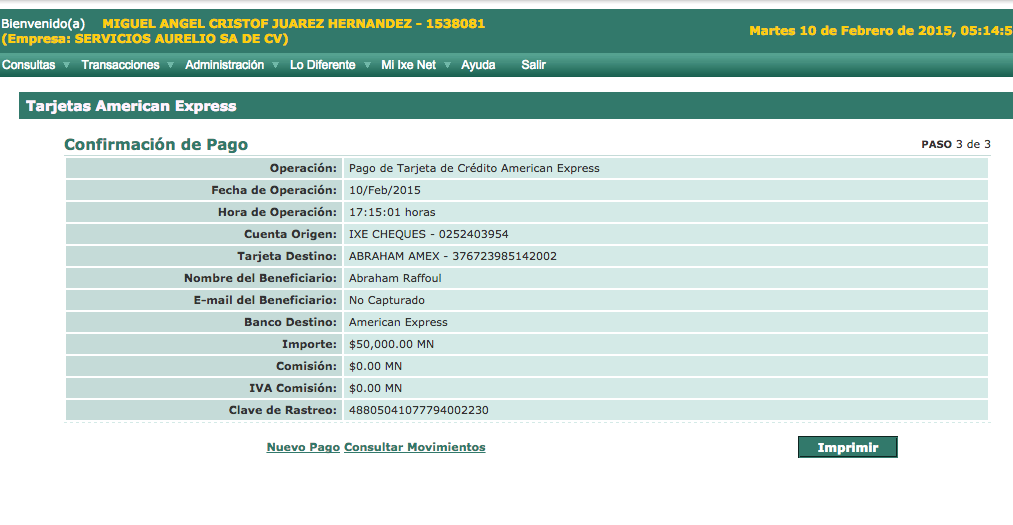 Bienvenido(a) MIGUEL ANGEL CRISTOF JUAREZ HERNANDEZ - 1538081
(Empresa: SERVICIOS AURELIO SA DE CV)
Martes 10 de Febrero de 2015, 05:14:5
Consultas Transacciones Administración Lo Diferente Mi Ixe Net Ayuda Salir
Tarjetas American Express
Confirmación de Pago PASO 3 de 3
Operación: Pago de Tarjeta de Crédito American Express
Fecha de Operación: 10/Feb/2015
Hora de Operación: 17:15:01 horas
Cuenta Origen: IXE CHEQUES - 0252403954
Tarjeta Destino: ABRAHAM AMEX - 376723985142002
Nombre del Beneficiario: Abraham Raffoul
E-mail del Beneficiario: No Capturado
Banco Destino: American Express
Importe: $50,000.00 MN
Comisión: $0.00 MN
IVA Comisión: $0.00 MN
Clave de Rastreo: 48805041077794002230
Nuevo Pago Consultar Movimientos Imprimir